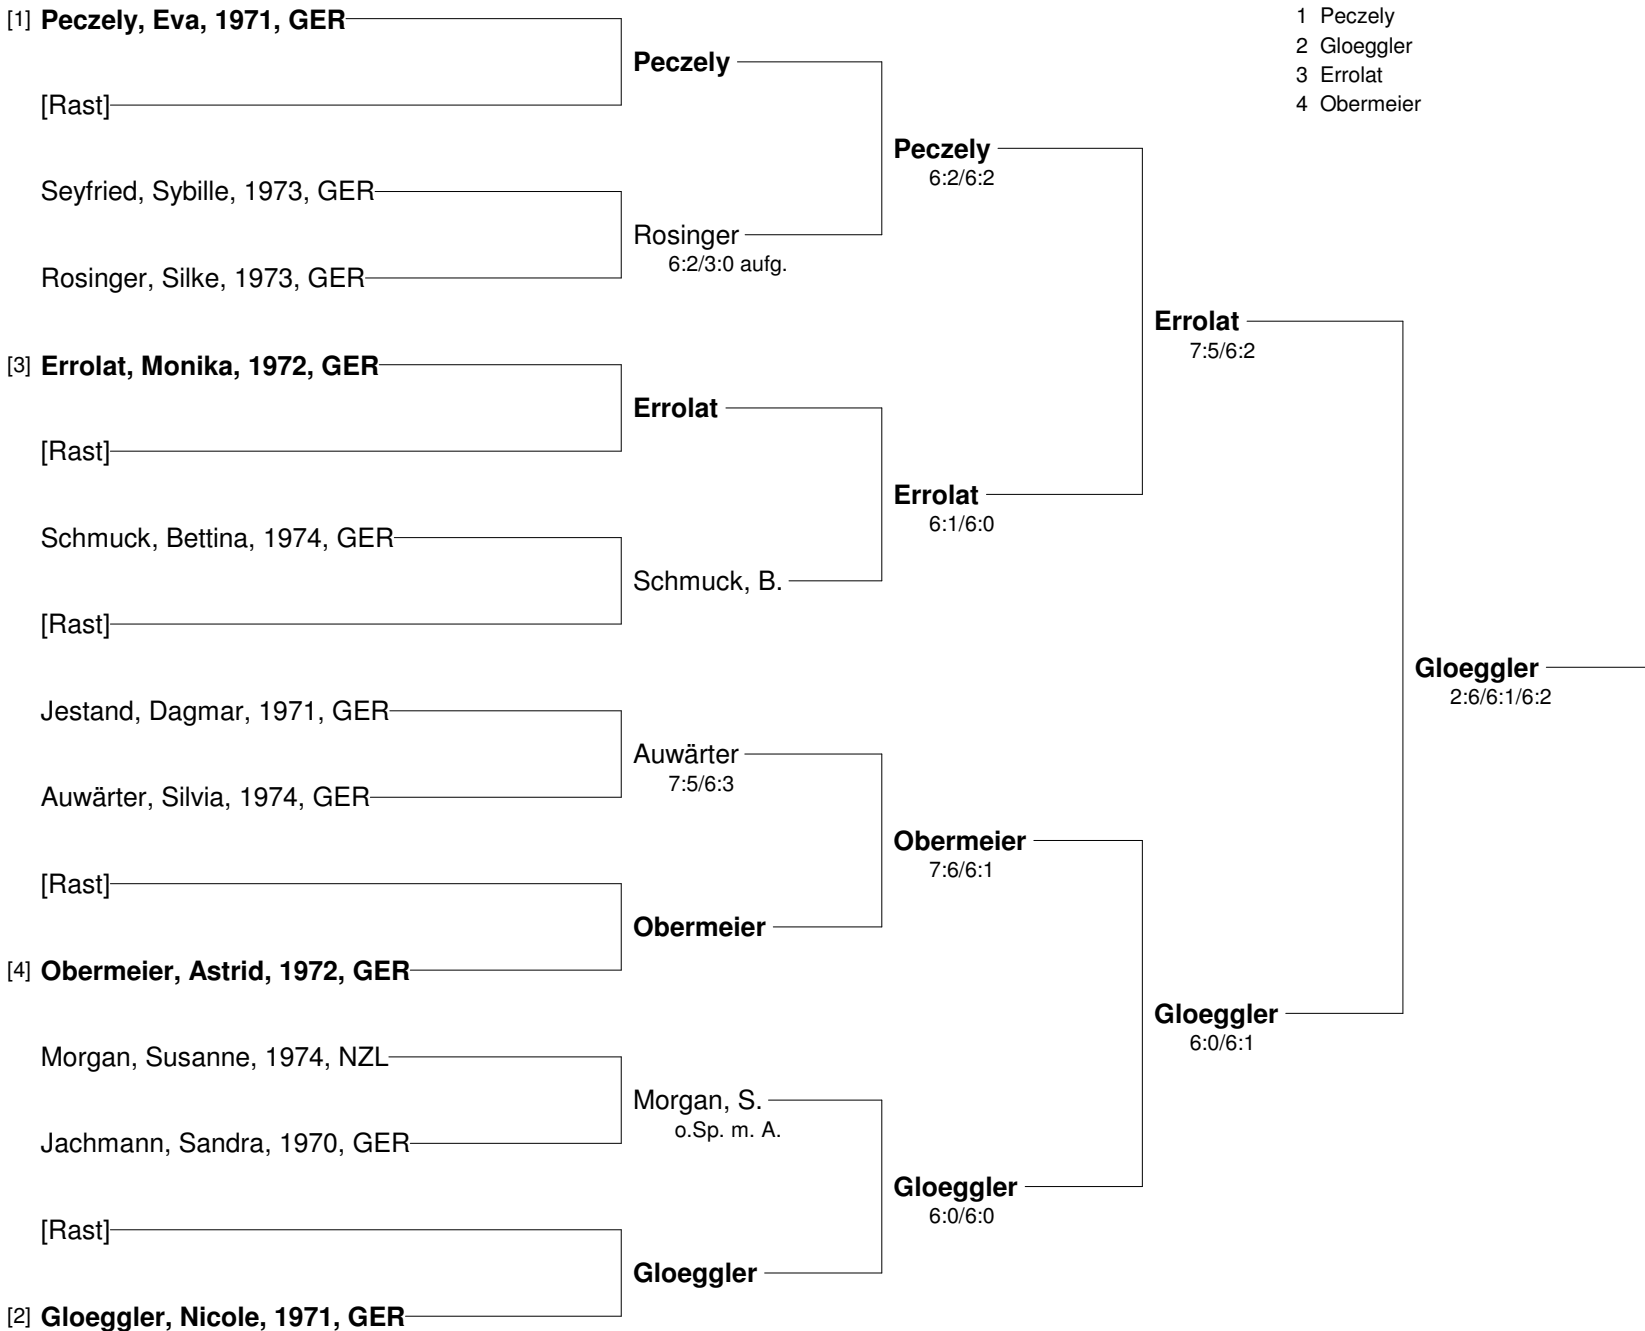 [1] Peczely, Eva, 1971, GER
[Rast]
Seyfried, Sybille, 1973, GER
Rosinger, Silke, 1973, GER
[3] Errolat, Monika, 1972, GER
[Rast]
Schmuck, Bettina, 1974, GER
[Rast]
Jestand, Dagmar, 1971, GER
Auwärter, Silvia, 1974, GER
[Rast]
[4] Obermeier, Astrid, 1972, GER
Morgan, Susanne, 1974, NZL
Jachmann, Sandra, 1970, GER
[Rast]
[2] Gloeggler, Nicole, 1971, GER
Peczely
Rosinger
6:2/3:0 aufg.
Errolat
Schmuck, B.
Auwärter
7:5/6:3
Obermeier
Morgan, S.
o.Sp. m. A.
Gloeggler
Peczely
6:2/6:2
Errolat
6:1/6:0
Obermeier
7:6/6:1
Gloeggler
6:0/6:0
Errolat
7:5/6:2
Gloeggler
6:0/6:1
Gloeggler
2:6/6:1/6:2
1 Peczely
2 Gloeggler
3 Errolat
4 Obermeier